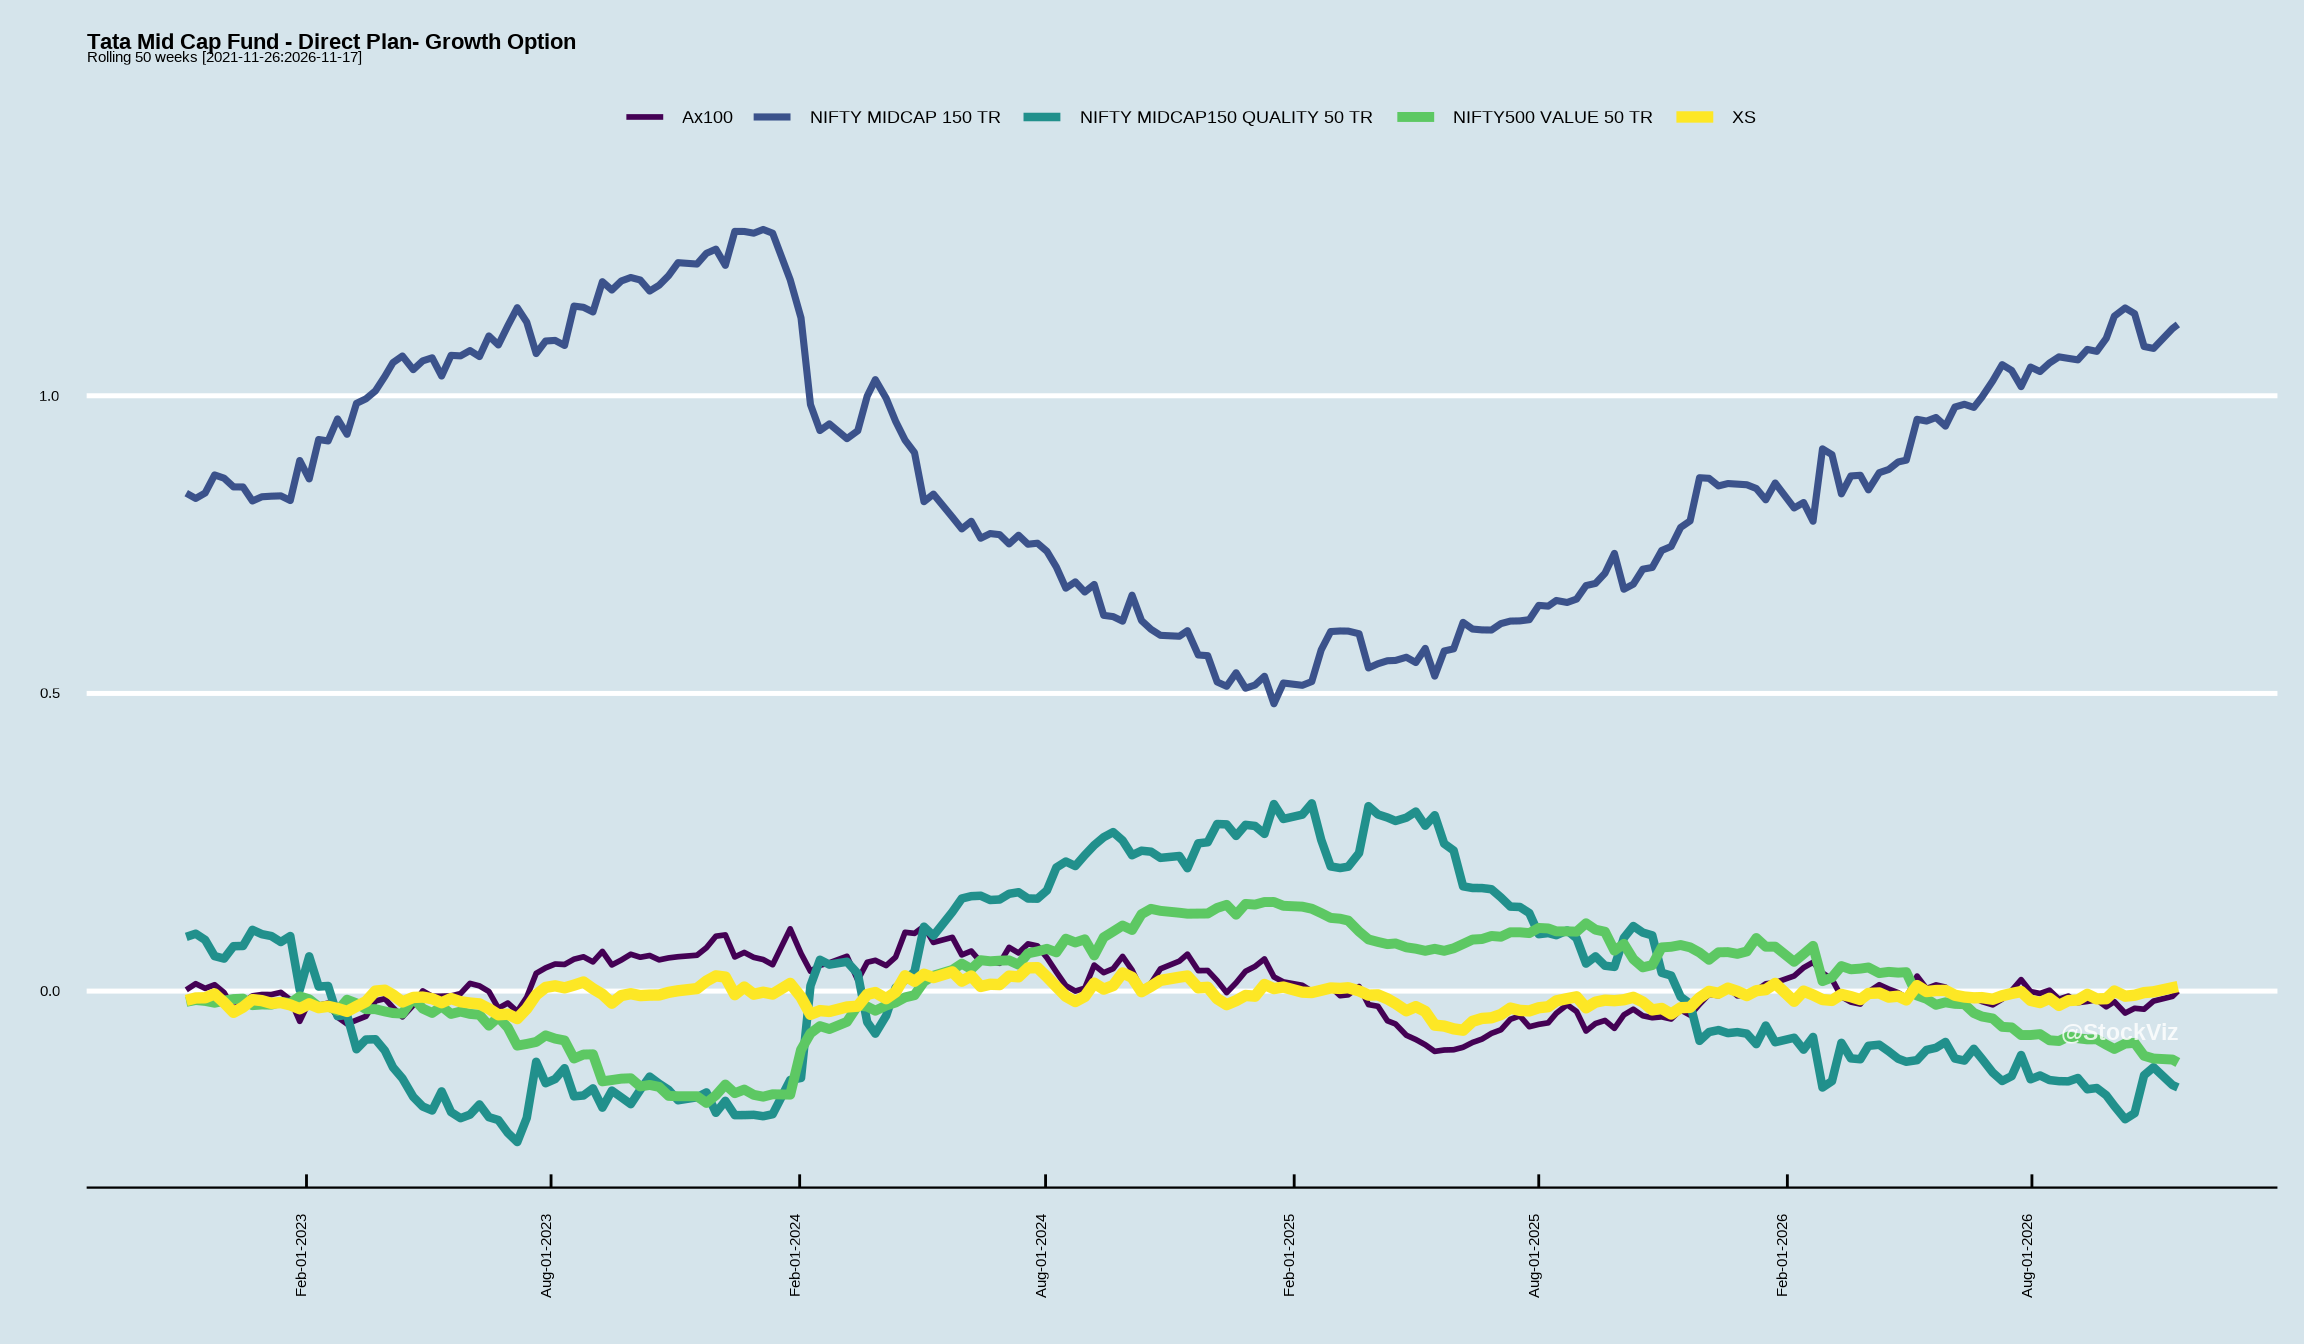 Tata Mid Cap Fund - Direct Plan- Growth Option
Rolling 50 weeks [2021-11-26:2026-11-17]
Ax100 NIFTY MIDCAP 150 TR NIFTY MIDCAP150 QUALITY 50 TR NIFTY500 VALUE 50 TR XS
1.0
0.5
0.0
@StockViz
Feb-01-2023 Aug-01-2023 Feb-01-2024 Aug-01-2024 Feb-01-2025 Aug-01-2025 Feb-01-2026 Aug-01-2026